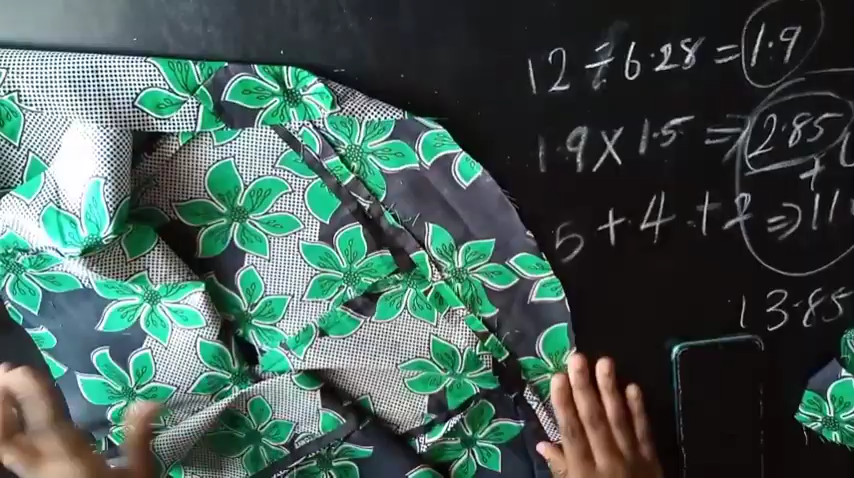 12 ÷ 6.28 = 1.9
1.9 X 1.5 = 2.85
+
5 + 4 + 2 ⇒ 11
13.85